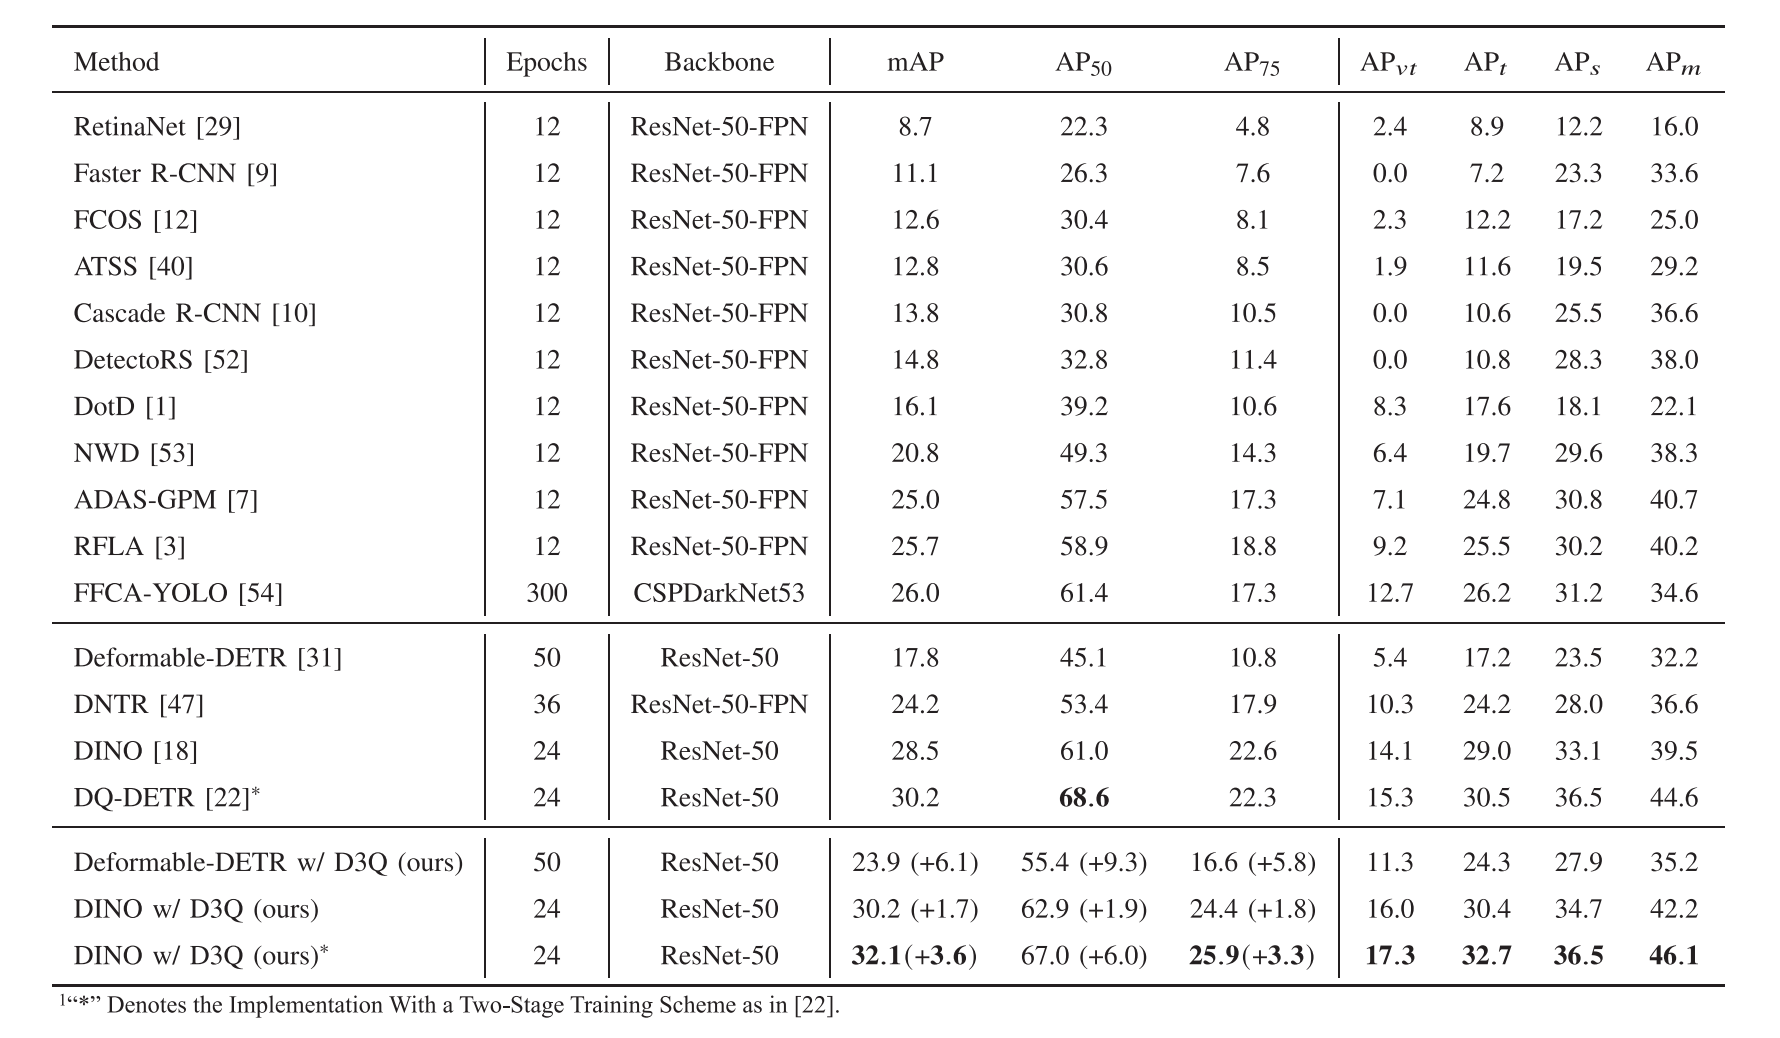 Method Epochs Backbone mAP AP50 AP75 APvt APt APs APm
RetinaNet [29] 12 ResNet-50-FPN 8.7 22.3 4.8 2.4 8.9 12.2 16.0
Faster R-CNN [9] 12 ResNet-50-FPN 11.1 26.3 7.6 0.0 7.2 23.3 33.6
FCOS [12] 12 ResNet-50-FPN 12.6 30.4 8.1 2.3 12.2 17.2 25.0
ATSS [40] 12 ResNet-50-FPN 12.8 30.6 8.5 1.9 11.6 19.5 29.2
Cascade R-CNN [10] 12 ResNet-50-FPN 13.8 30.8 10.5 0.0 10.6 25.5 36.6
DetectoRS [52] 12 ResNet-50-FPN 14.8 32.8 11.4 0.0 10.8 28.3 38.0
DotD [1] 12 ResNet-50-FPN 16.1 39.2 10.6 8.3 17.6 18.1 22.1
NWD [53] 12 ResNet-50-FPN 20.8 49.3 14.3 6.4 19.7 29.6 38.3
ADAS-GPM [7] 12 ResNet-50-FPN 25.0 57.5 17.3 7.1 24.8 30.8 40.7
RFLA [3] 12 ResNet-50-FPN 25.7 58.9 18.8 9.2 25.5 30.2 40.2
FFCA-YOLO [54] 300 CSPDarkNet53 26.0 61.4 17.3 12.7 26.2 31.2 34.6
Deformable-DETR [31] 50 ResNet-50 17.8 45.1 10.8 5.4 17.2 23.5 32.2
DNTR [47] 36 ResNet-50-FPN 24.2 53.4 17.9 10.3 24.2 28.0 36.6
DINO [18] 24 ResNet-50 28.5 61.0 22.6 14.1 29.0 33.1 39.5
DQ-DETR [22]* 24 ResNet-50 30.2 68.6 22.3 15.3 30.5 36.5 44.6
Deformable-DETR w/ D3Q (ours) 50 ResNet-50 23.9 (+6.1) 55.4 (+9.3) 16.6 (+5.8) 11.3 24.3 27.9 35.2
DINO w/ D3Q (ours) 24 ResNet-50 30.2 (+1.7) 62.9 (+1.9) 24.4 (+1.8) 16.0 30.4 34.7 42.2
DINO w/ D3Q (ours)* 24 ResNet-50 32.1(+3.6) 67.0 (+6.0) 25.9(+3.3) 17.3 32.7 36.5 46.1
1“*” Denotes the Implementation With a Two-Stage Training Scheme as in [22].